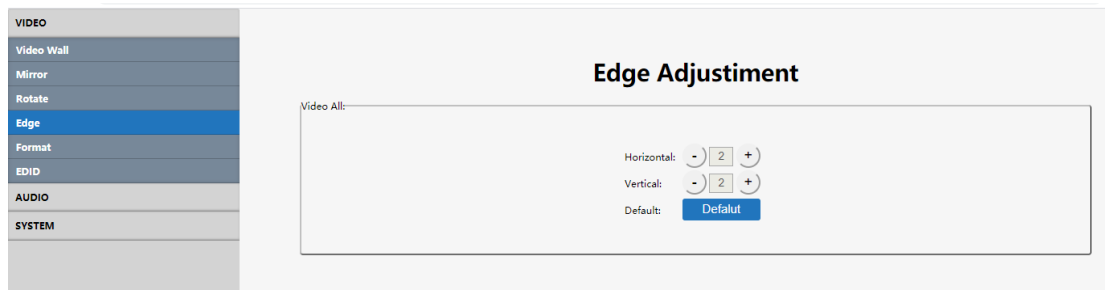 VIDEO
Video Wall
Mirror
Rotate
Edge
Format
EDID
AUDIO
SYSTEM
Edge Adjustiment
Video All:
Horizontal: - 2 +
Vertical: - 2 +
Default: Defalut